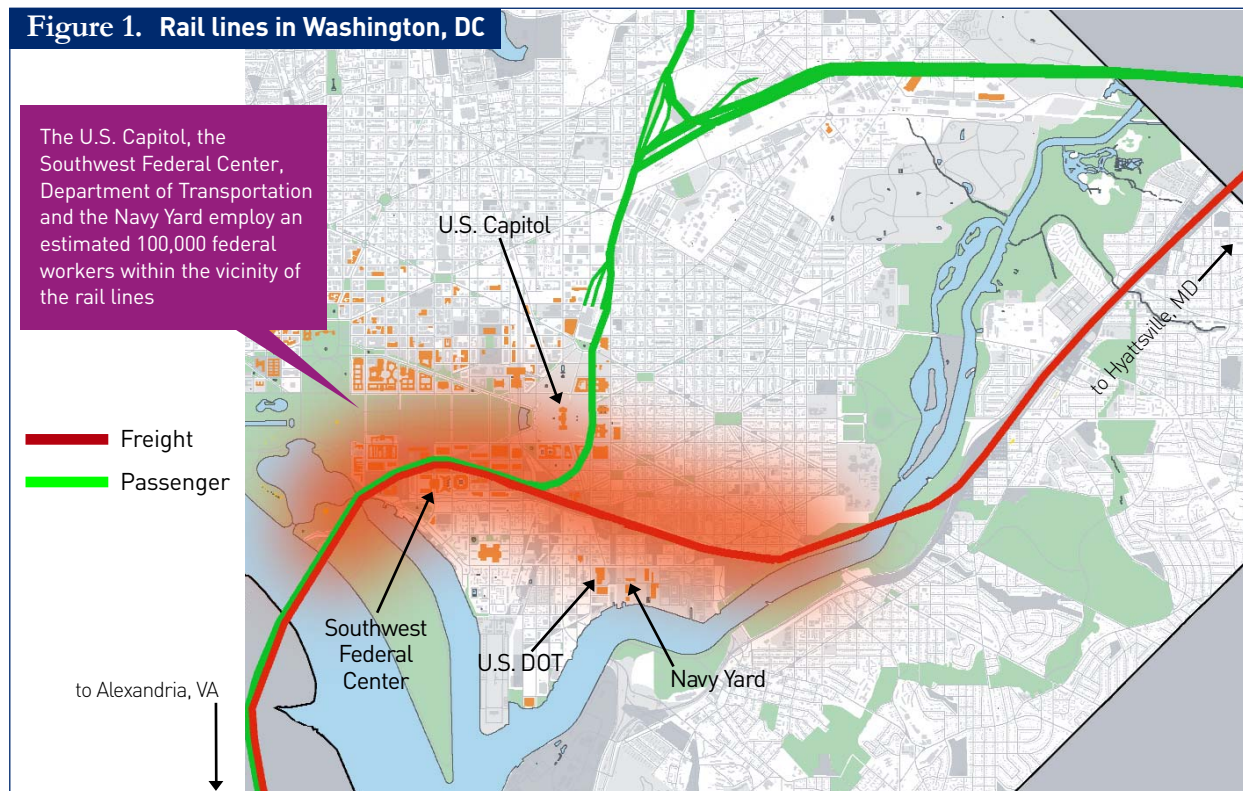 Figure 1. Rail lines in Washington, DC
The U.S. Capitol, the
Southwest Federal Center,
Department of Transportation
and the Navy Yard employ an
estimated 100,000 federal
workers within the vicinity of
the rail lines
U.S. Capitol
to Hyattsville, MD
Freight
Passenger
Southwest
Federal
Center
U.S. DOT
Navy Yard
to Alexandria, VA